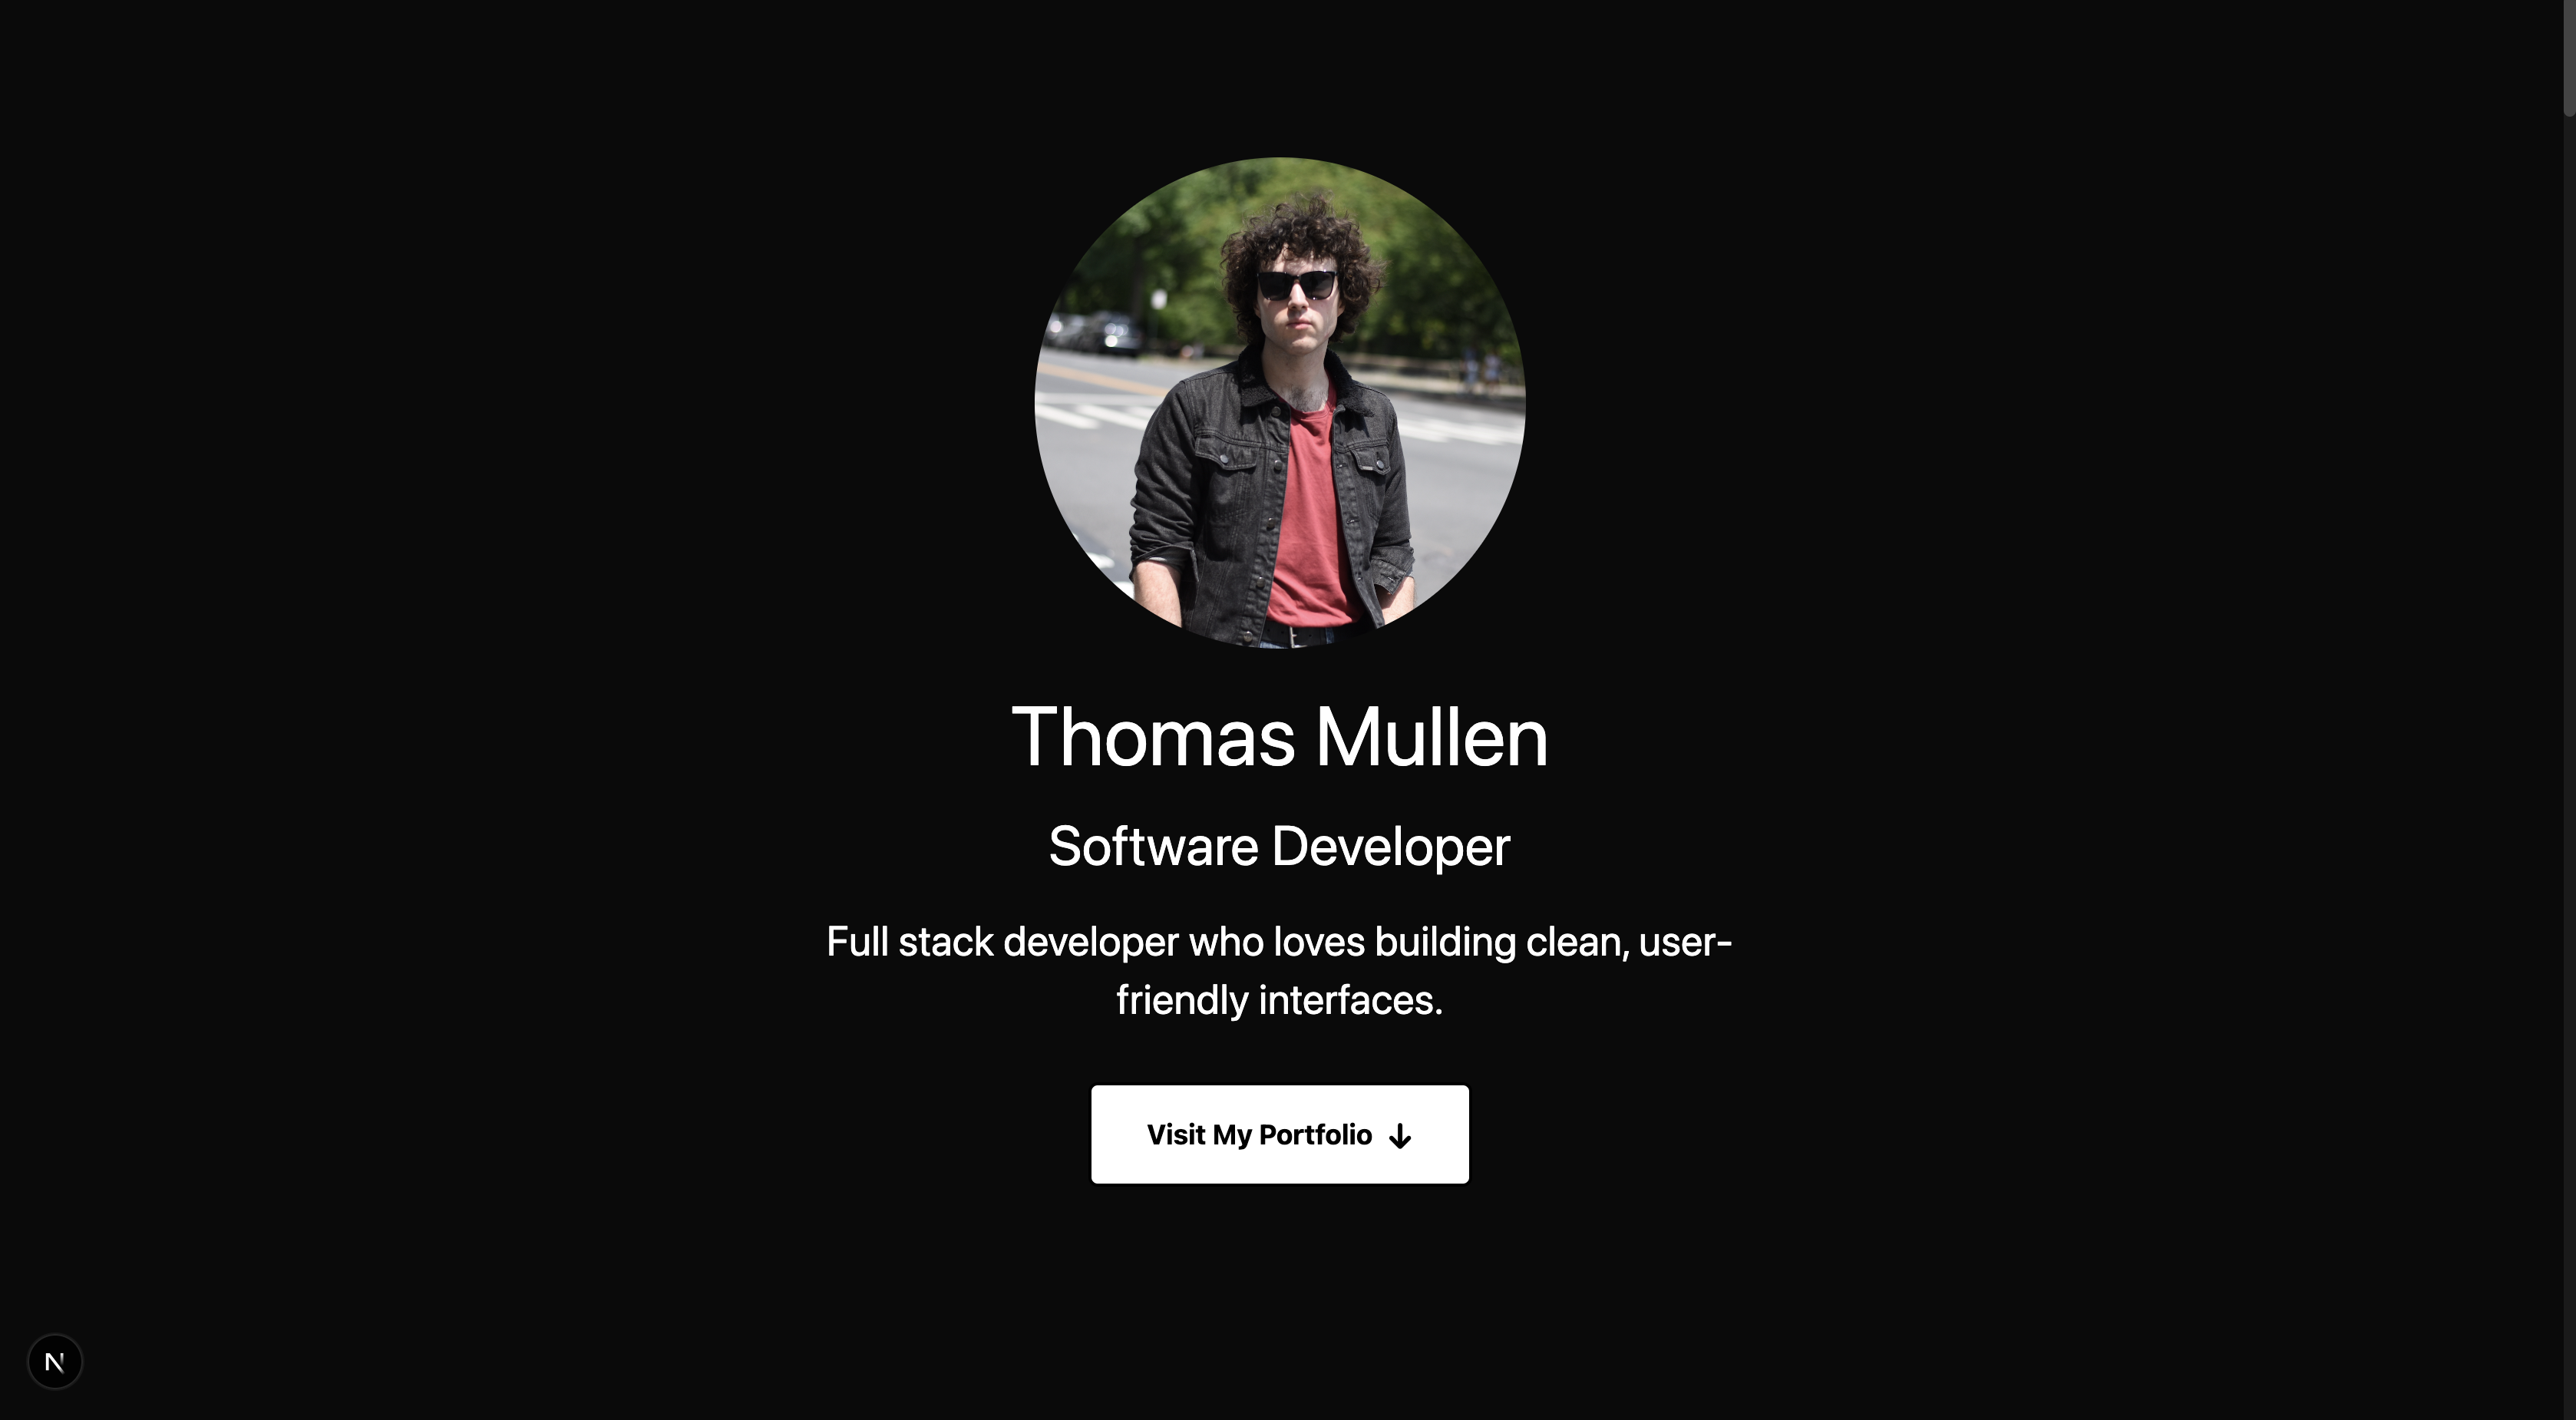 Thomas Mullen
Software Developer
Full stack developer who loves building clean, user-
friendly interfaces.
Visit My Portfolio ↓
N